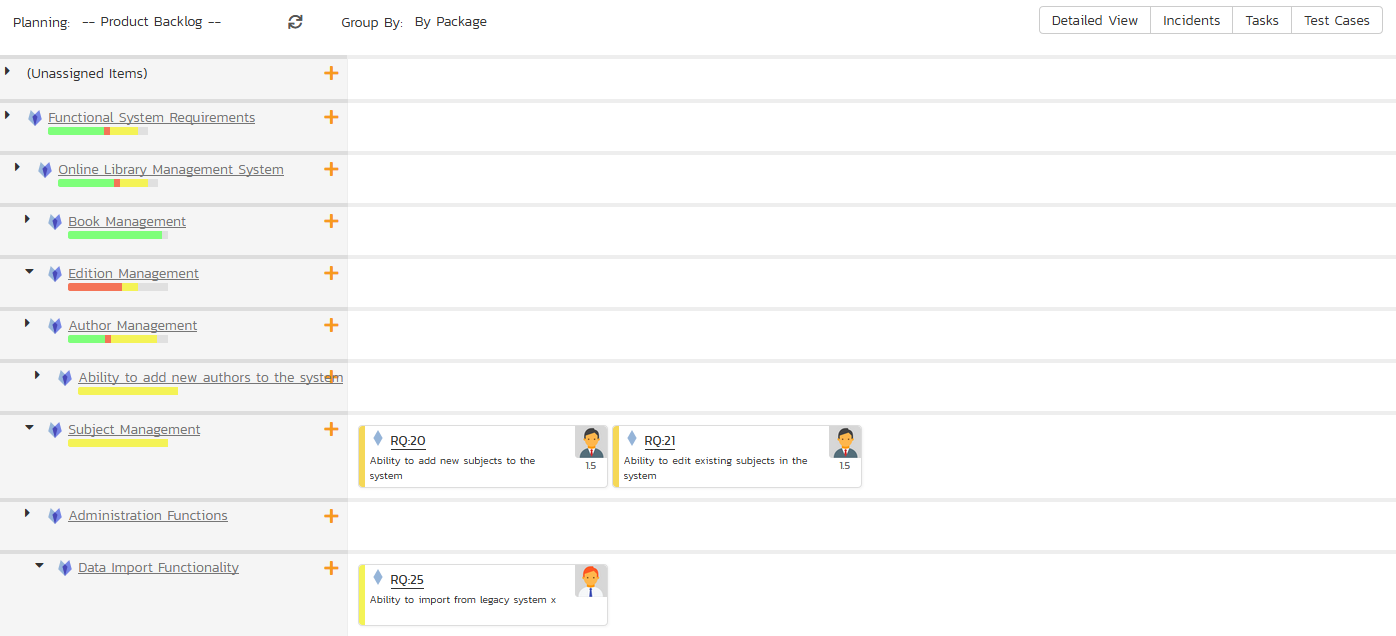 Planning: -- Product Backlog -- Group By: By Package Detailed View Incidents Tasks Test Cases
(Unassigned Items)
Functional System Requirements
Online Library Management System
Book Management
Edition Management
Author Management
Ability to add new authors to the system
Subject Management
RQ:20
Ability to add new subjects to the
system
1.5
RQ:21
Ability to edit existing subjects in the
system
1.5
Administration Functions
Data Import Functionality
RQ:25
Ability to import from legacy system x